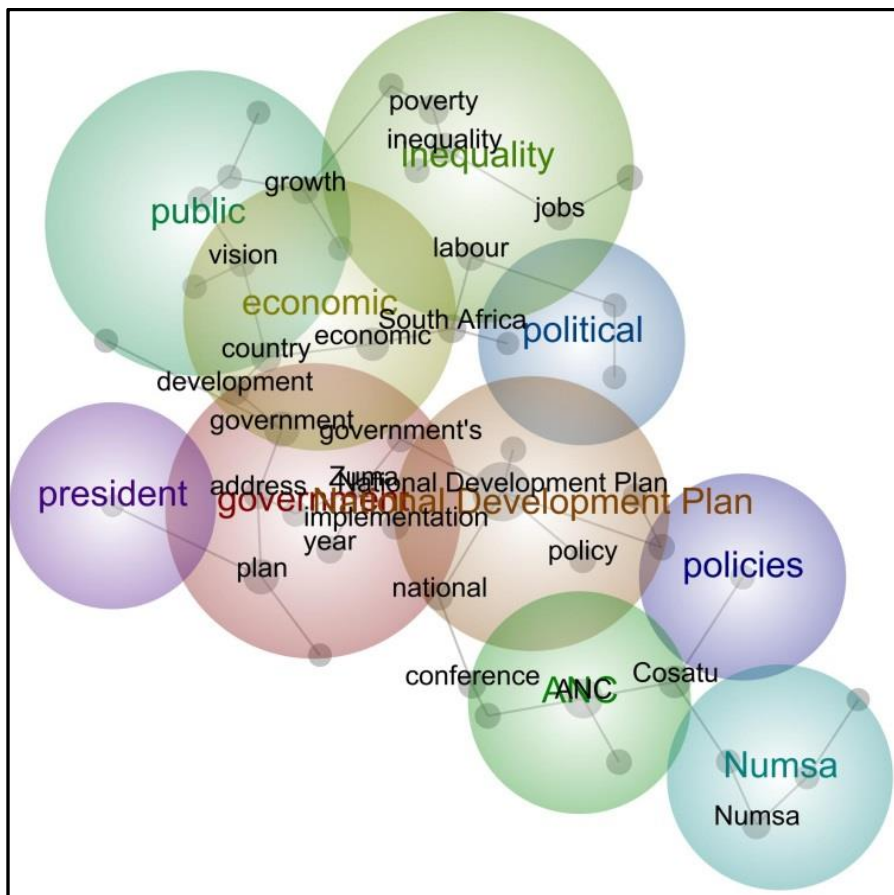 poverty
inequality
inequality
growth
jobs
public
labour
vision
economic
South Africa
political
economic
country
development
government
government's
Zuma
address
National Development Plan
president
government
National Development Plan
implementation
year
policy
plan
policies
national
conference
Cosatu
ANC
ANC
Numsa
Numsa